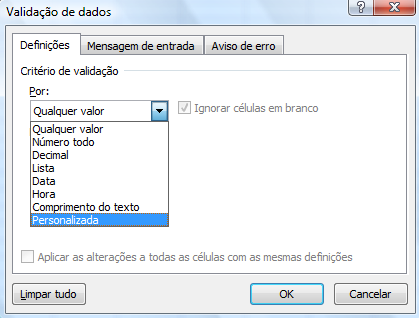 Validação de dados
Definições
Mensagem de entrada
Aviso de erro
Critério de validação
Por:
Qualquer valor
Ignorar células em branco
Qualquer valor
Número todo
Decimal
Lista
Data
Hora
Comprimento do texto
Personalizada
Aplicar as alterações a todas as células com as mesmas definições
Limpar tudo
OK
Cancelar